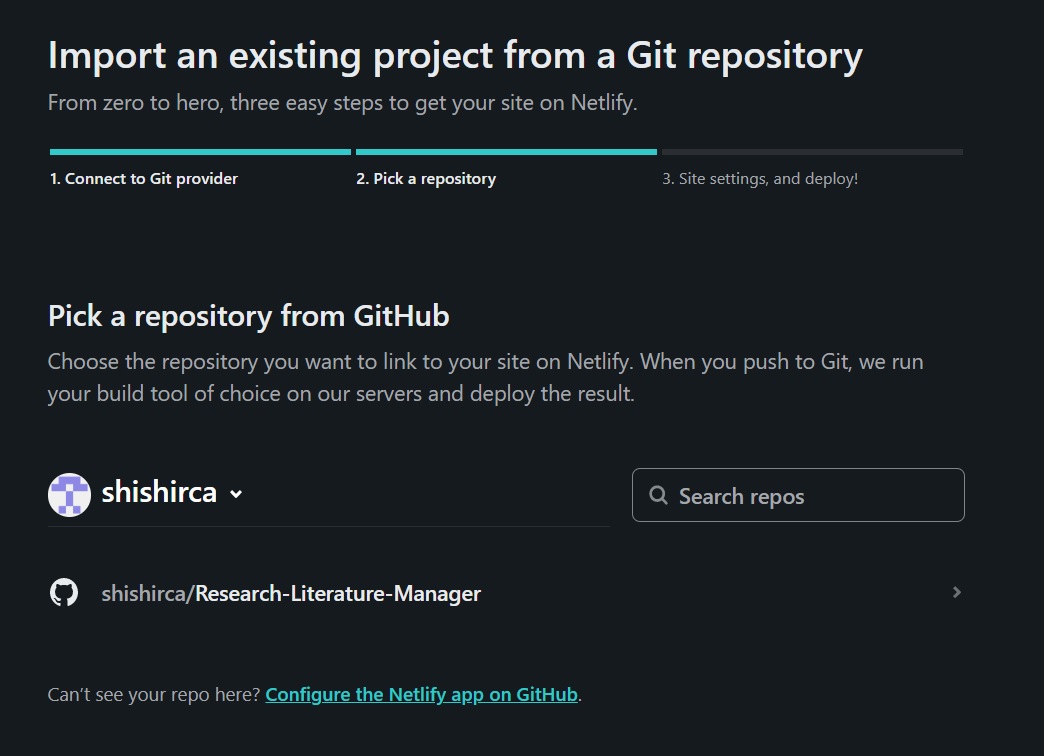 Import an existing project from a Git repository
From zero to hero, three easy steps to get your site on Netlify.
1. Connect to Git provider
2. Pick a repository
3. Site settings, and deploy!
Pick a repository from GitHub
Choose the repository you want to link to your site on Netlify. When you push to Git, we run
your build tool of choice on our servers and deploy the result.
shishirca
Search repos
shishirca/Research-Literature-Manager
Can't see your repo here? Configure the Netlify app on GitHub.